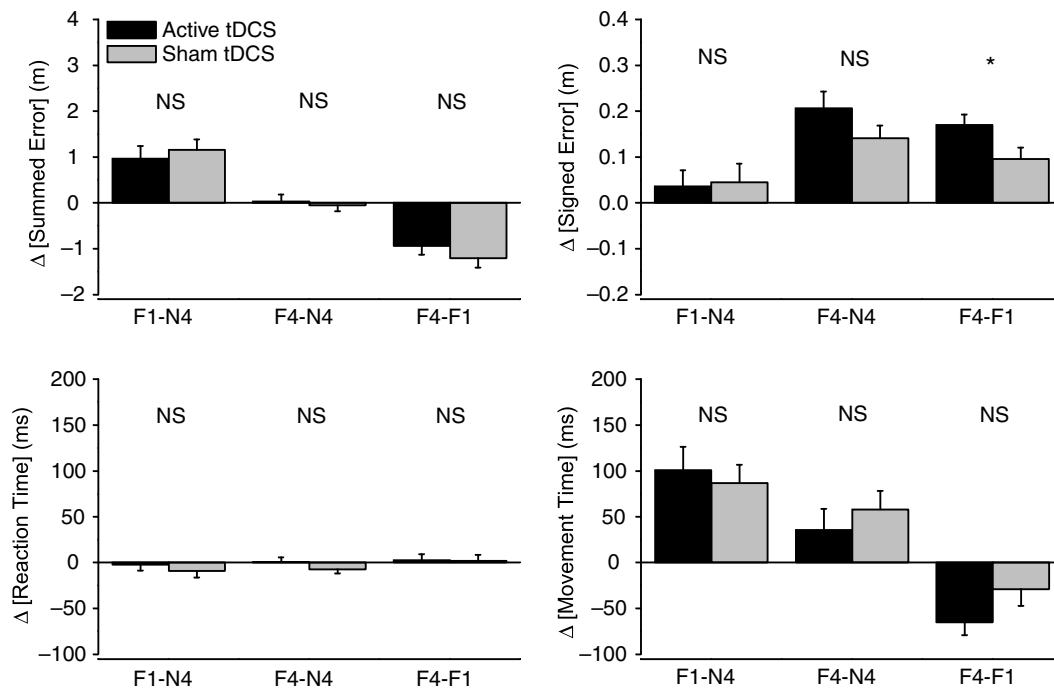 Active tDCS
Sham tDCS
Δ [Summed Error] (m)
4
3
2
1
0
–1
–2
NS
NS
NS
F1-N4
F4-N4
F4-F1
Δ [Signed Error] (m)
0.4
0.3
0.2
0.1
0.0
–0.1
0.2
NS
NS
*
F1-N4
F4-N4
F4-F1
Δ [Reaction Time] (ms)
200
150
100
50
0
–50
–100
NS
NS
NS
F1-N4
F4-N4
F4-F1
Δ [Movement Time] (ms)
200
150
100
50
0
–50
–100
NS
NS
NS
F1-N4
F4-N4
F4-F1